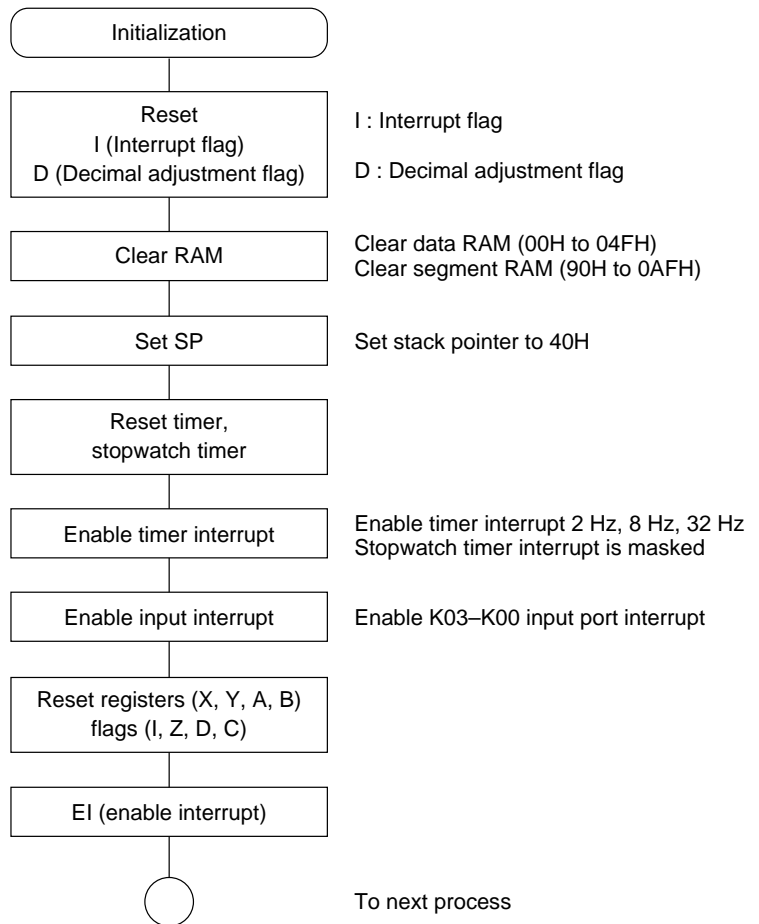 Initialization
Reset
I (Interrupt flag)
D (Decimal adjustment flag)
I : Interrupt flag
D : Decimal adjustment flag
Clear RAM
Clear data RAM (00H to 04FH)
Clear segment RAM (90H to 0AFH)
Set SP
Set stack pointer to 40H
Reset timer,
stopwatch timer
Enable timer interrupt
Enable timer interrupt 2 Hz, 8 Hz, 32 Hz
Stopwatch timer interrupt is masked
Enable input interrupt
Enable K03–K00 input port interrupt
Reset registers (X, Y, A, B)
flags (I, Z, D, C)
EI (enable interrupt)
To next process